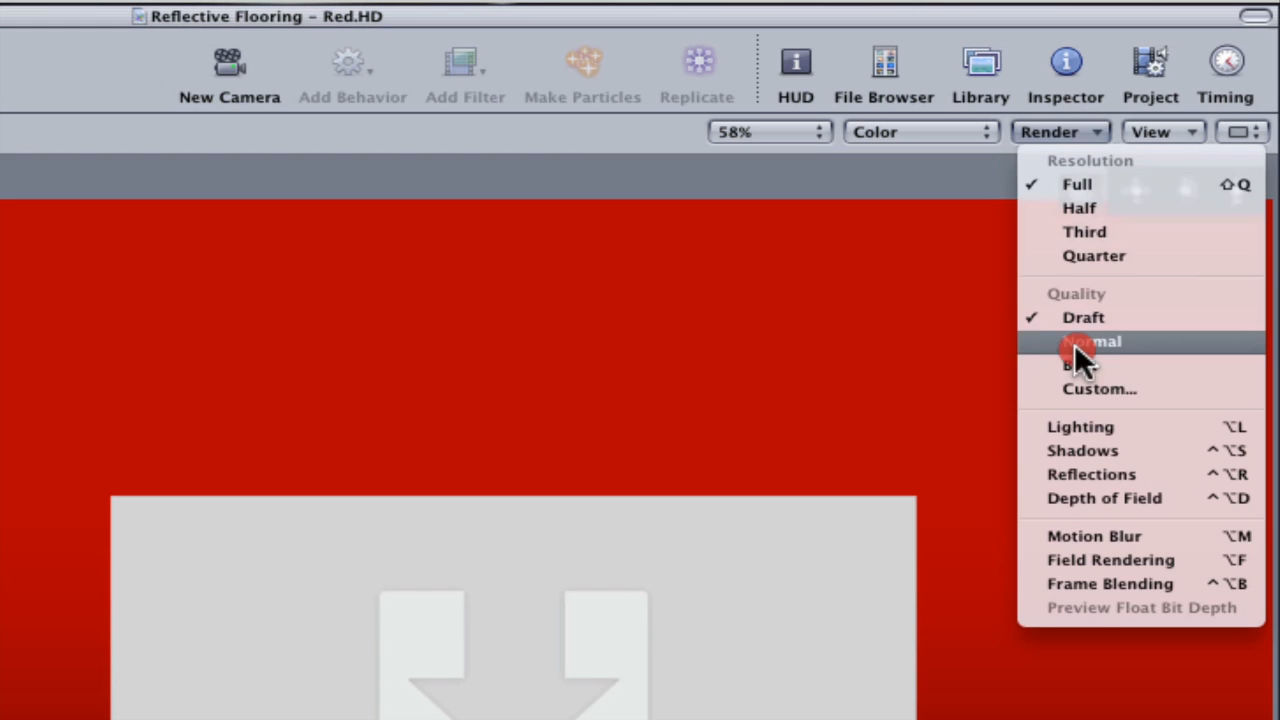 Reflective Flooring – Red.HD
New Camera Add Behavior Add Filter Make Particles Replicate HUD File Browser Library Inspector Project Timing
58% Color Render View
Resolution
✓ Full ⇧Q
Half
Third
Quarter
Quality
✓ Draft
Normal
Custom...
Lighting ⌥L
Shadows ^⌥S
Reflections ^⌥R
Depth of Field ^⌥D
Motion Blur ⌥M
Field Rendering ⌥F
Frame Blending ^⌥B
Preview Float Bit Depth